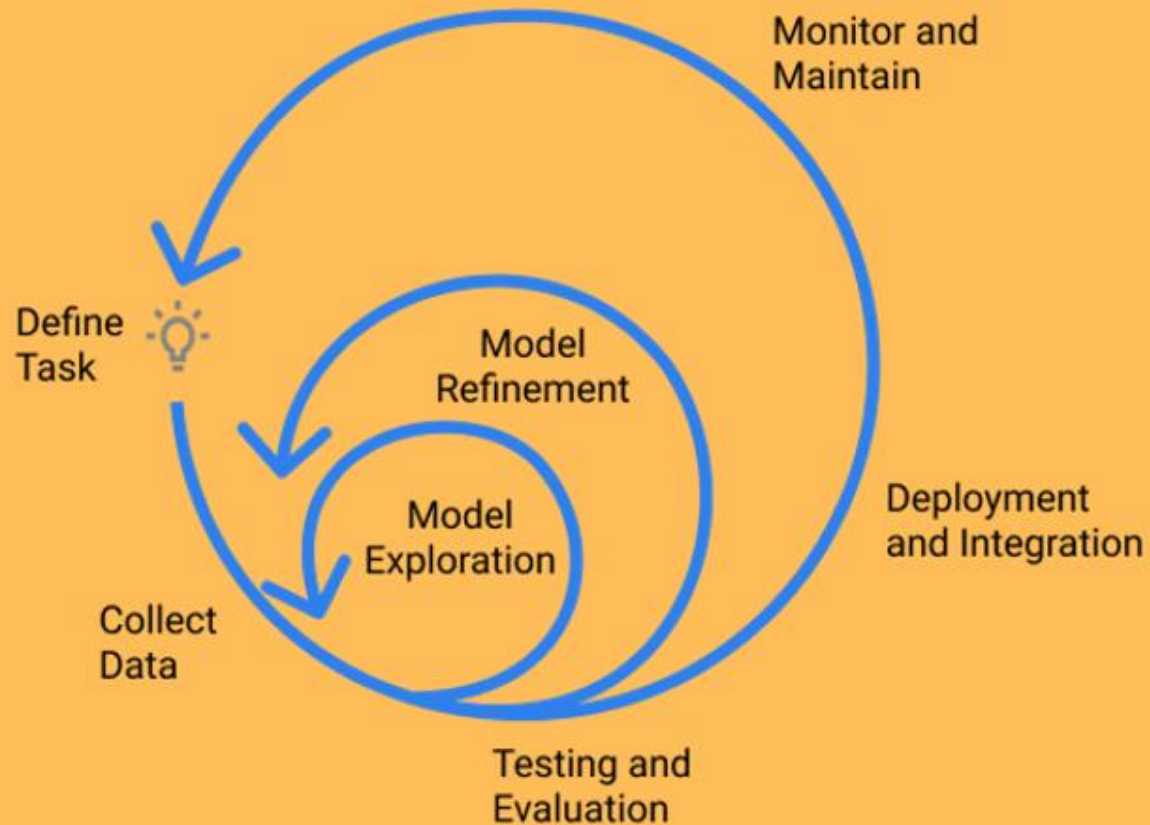 Monitor and
Maintain
Define
Task
Model
Refinement
Model
Exploration
Deployment
and Integration
Collect
Data
Testing and
Evaluation